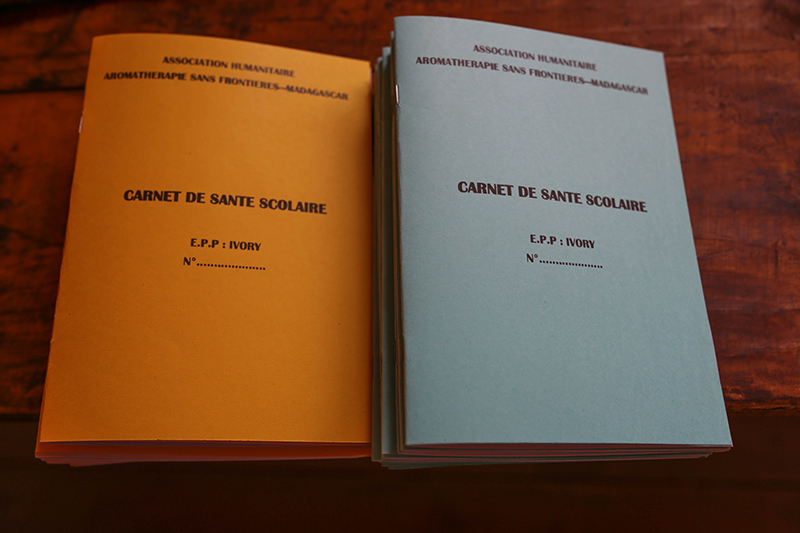 ASSOCIATION HUMANITAIRE
AROMATHERAPIE SANS FRONTIERES—MADAGASCAR
CARNET DE SANTE SCOLAIRE
E.P.P : IVORY
N°.....................
ASSOCIATION HUMANITAIRE
AROMATHERAPIE SANS FRONTIERES—MADAGASCAR
CARNET DE SANTE SCOLAIRE
E.P.P : IVORY
N°....................